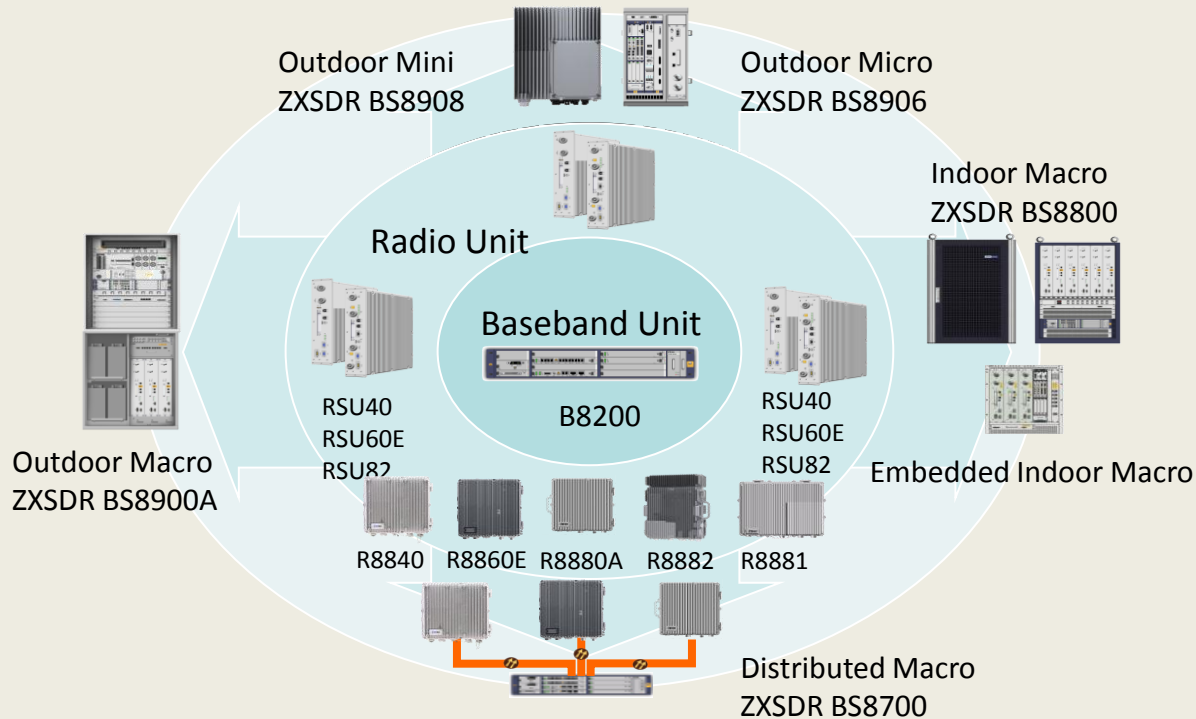 Outdoor Mini
ZXSDR BS8908
Outdoor Micro
ZXSDR BS8906
Indoor Macro
ZXSDR BS8800
Radio Unit
Baseband Unit
B8200
RSU40
RSU60E
RSU82
RSU40
RSU60E
RSU82
Outdoor Macro
ZXSDR BS8900A
Embedded Indoor Macro
R8840
R8860E
R8880A
R8882
R8881
Distributed Macro
ZXSDR BS8700